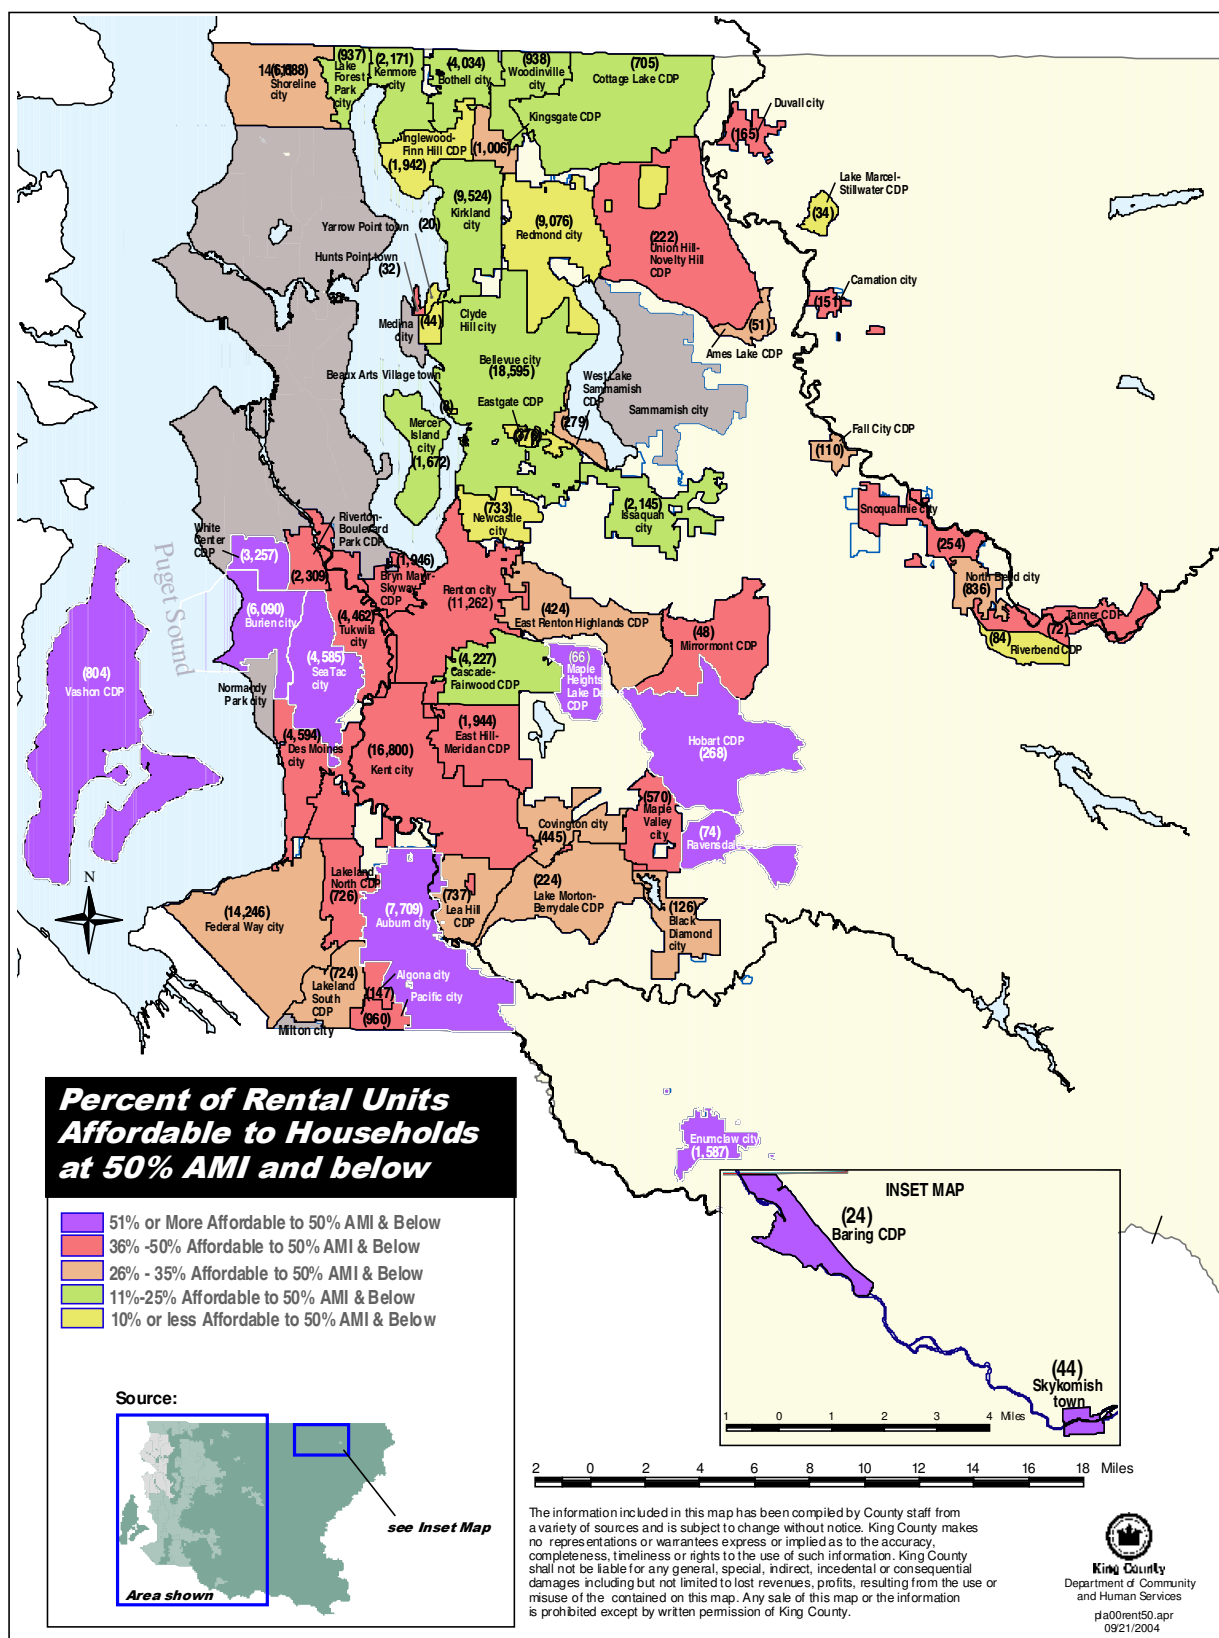 (937)
(2,171)
(4,034)
(938)
(705)
Shoreline
city
Lake
Forest
Park
city
Kenmore
city
Bothell city
Woodinville
city
Cottage Lake CDP
Duvall city
(165)
Kingsgate CDP
Inglewood-
Finn Hill CDP
(1,942)
(1,006)
Lake Marcel-
Stillwater CDP
(34)
(9,524)
Kirkland
city
(9,076)
Redmond city
Yarrow Point town
(20)
(222)
Union Hill-
Novelty Hill
CDP
Hunts Point town
(32)
Carnation city
(151)
Medina
city
(44)
Clyde
Hill city
(51)
Ames Lake CDP
Bellevue city
(18,595)
Beaux Arts Village town
West Lake
Sammamish
CDP
Eastgate CDP
(279)
Sammamish city
Mercer
Island
city
(1,672)
Fall City CDP
(110)
(733)
Newcastle
city
(2,145)
Issaquah
city
Snoqualmie city
(254)
White
Center
CDP
(3,257)
Riverton-
Boulevard
Park CDP
(2,309)
(1,946)
Bryn Mawr-
Skyway
CDP
Renton city
(11,262)
North Bend city
(836)
Tanner CDP
(72)
(84)
Riverbend CDP
Puget Sound
(6,090)
Burien city
(4,462)
Tukwila
city
(424)
East Renton Highlands CDP
(48)
Mirrormont CDP
(804)
Vashon CDP
(4,585)
SeaTac
city
(4,227)
Cascade-
Fairwood CDP
(66)
Maple
Heights
CDP
Normandy
Park city
(4,594)
Des Moines
city
(16,800)
Kent city
(1,944)
East Hill-
Meridian CDP
Hobart CDP
(268)
(570)
Maple
Valley
city
Covington city
(445)
(74)
Ravensdale
N
Lakeland
North CDP
(726)
(14,246)
Federal Way city
(7,709)
Auburn city
(737)
Lea Hill
CDP
(224)
Lake Morton-
Berrydale CDP
(126)
Black
Diamond
city
(724)
Lakeland
South
CDP
Algona city
(147)
Pacific city
(960)
Milton city
Percent of Rental Units
Affordable to Households
at 50% AMI and below
51% or More Affordable to 50% AMI & Below
36% -50% Affordable to 50% AMI & Below
26% - 35% Affordable to 50% AMI & Below
11%-25% Affordable to 50% AMI & Below
10% or less Affordable to 50% AMI & Below
Source:
see Inset Map
Area shown
Enumclaw city
(1,587)
INSET MAP
(24)
Baring CDP
(44)
Skykomish
town
1 0 1 2 3 4 Miles
2 0 2 4 6 8 10 12 14 16 18 Miles
The information included in this map has been compiled by County staff from
a variety of sources and is subject to change without notice. King County makes
no representations or warrantees express or implied as to the accuracy,
completeness, timeliness or rights to the use of such information. King County
shall not be liable for any general, special, indirect, incedental or consequential
damages including but not limited to lost revenues, profits, resulting from the use or
misuse of the contained on this map. Any sale of this map or the information
is prohibited except by written permission of King County.
King County
Department of Community
and Human Services
pla00rent50.apr
09/21/2004